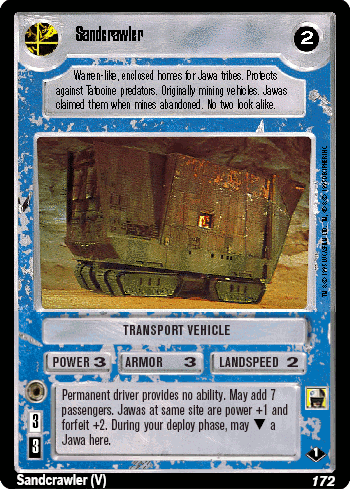 Sandcrawler
2
Warren-like, enclosed homes for Jawa tribes. Protects
against Tatooine predators. Originally mining vehicles. Jawas
claimed them when mines abandoned. No two look alike.
TRANSPORT VEHICLE
POWER 3 ARMOR 3 LANDSPEED 2
Permanent driver provides no ability. May add 7
passengers. Jawas at same site are power +1 and
forfeit +2. During your deploy phase, may ▼ a
Jawa here.
3
3
1
Sandcrawler (V) 172